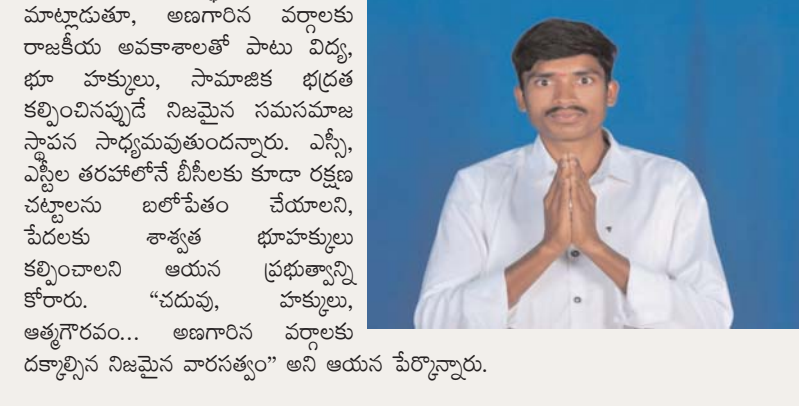 మాట్లాడుతూ, అణగారిన వర్గాలకు
రాజకీయ అవకాశాలతో పాటు విద్య,
భూ హక్కులు, సామాజిక భద్రత
కల్పించినప్పుడే నిజమైన సమసమాజ
స్థాపన సాధ్యమవుతుందన్నారు. ఎస్సీ,
ఎస్టీల తరహాలోనే బీసీలకు కూడా రక్షణ
చట్టాలను బలోపేతం చేయాలని,
పేదలకు శాశ్వత భూహక్కులు
కల్పించాలని ఆయన ప్రభుత్వాన్ని
కోరారు. “చదువు, హక్కులు,
ఆత్మగౌరవం... అణగారిన వర్గాలకు
దక్కాల్సిన నిజమైన వారసత్వం” అని ఆయన పేర్కొన్నారు.